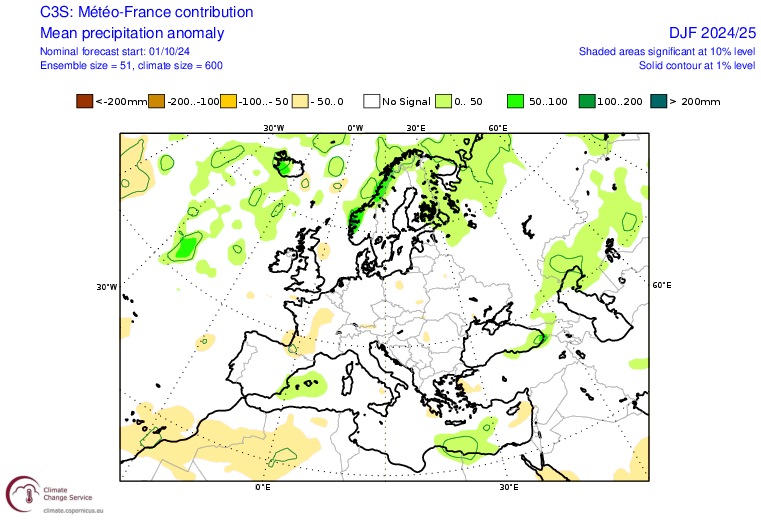 C3S: Météo-France contribution
Mean precipitation anomaly DJF 2024/25
Nominal forecast start: 01/10/24 Shaded areas significant at 10% level
Ensemble size = 51, climate size = 600 Solid contour at 1% level
<-200mm -200..-100 -100..- 50 - 50..0 No Signal 0.. 50 50..100 100..200 > 200mm
30°W 0°W 30°E 60°E
30°W 60°E
0°E 30°E
Climate
Change Service
climate.copernicus.eu